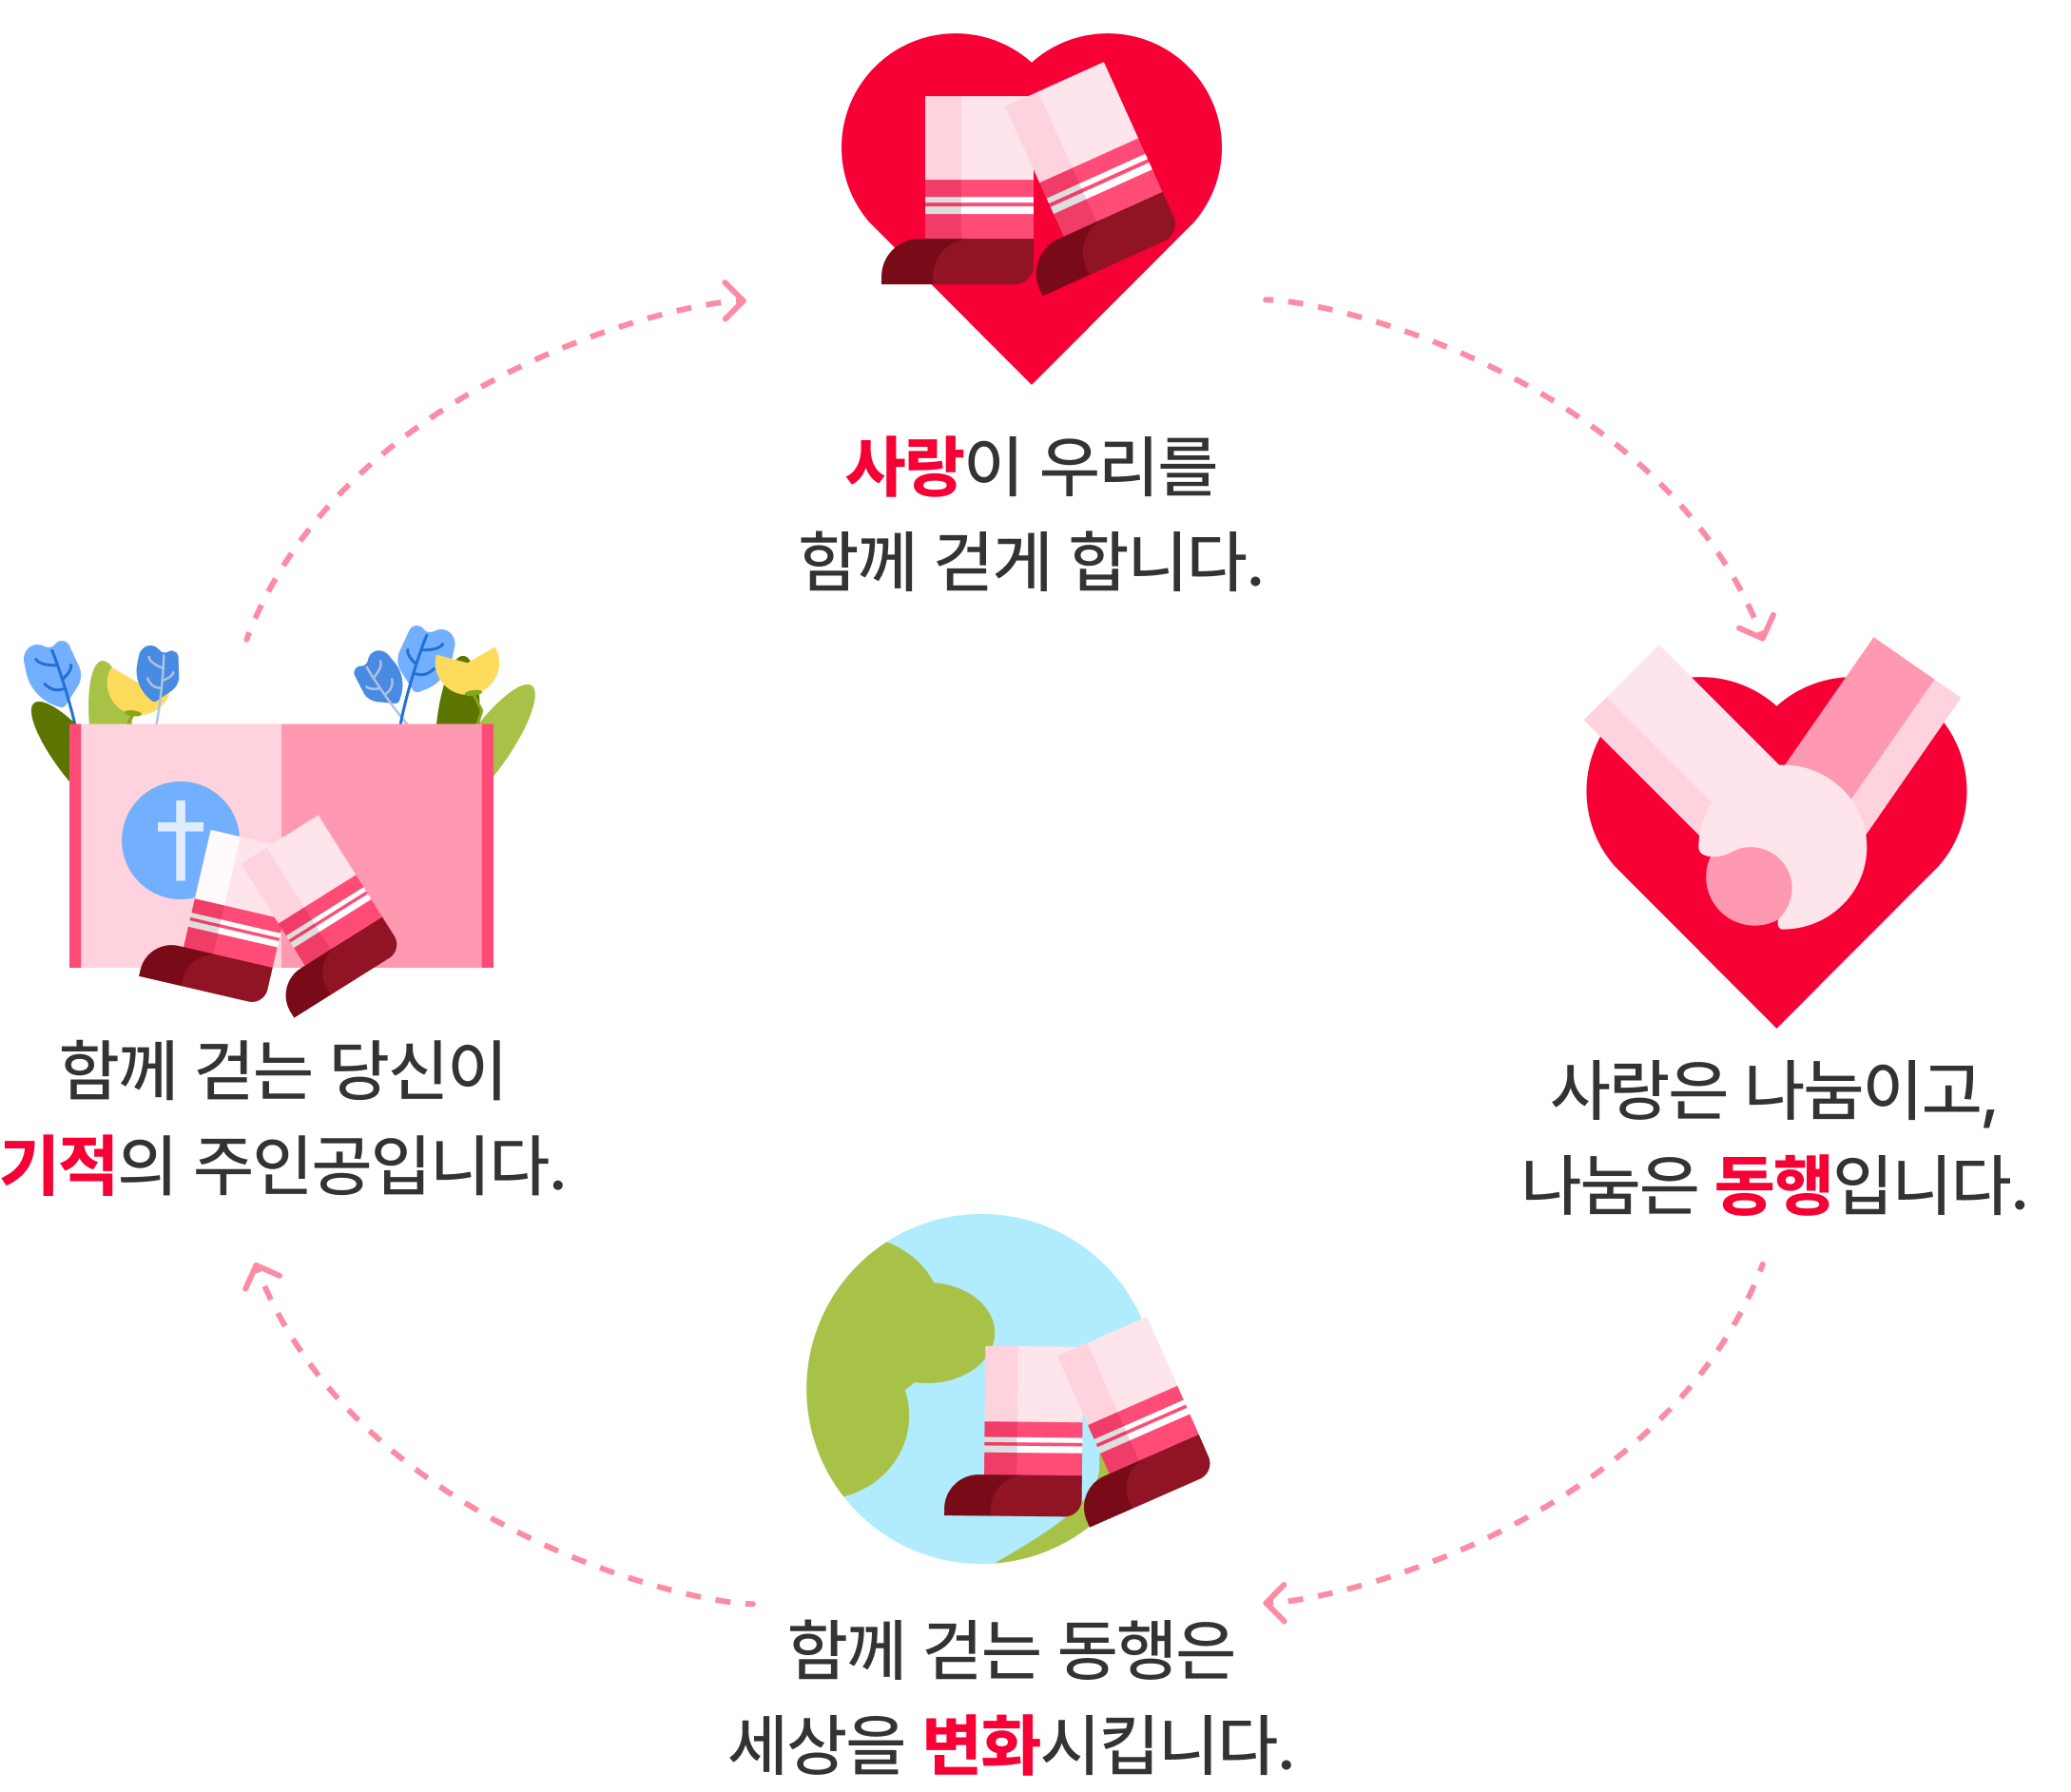 사랑이 우리를
함께 걷게 합니다.
사랑은 나눔이고,
나눔은 동행입니다.
함께 걷는 동행은
세상을 변화시킵니다.
함께 걷는 당신이
기적의 주인공입니다.